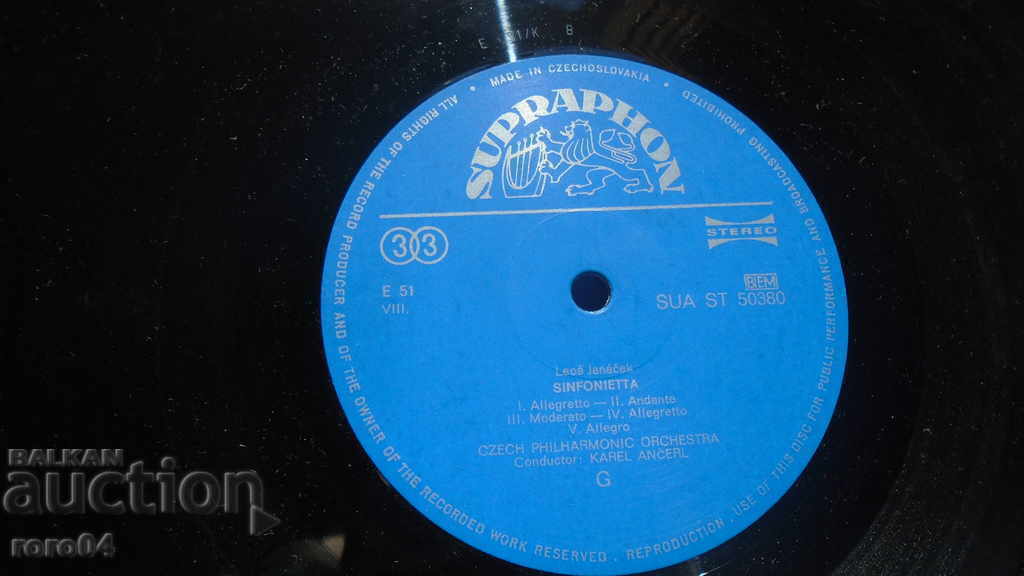 E 51/K B
ALL RIGHTS OF THE RECORD PRODUCER AND OF THE OWNER OF THE RECORDED WORK RESERVED. REPRODUCTION, USE OF THIS DISC FOR PUBLIC PERFORMANCE AND BROADCASTING PROHIBITED
• MADE IN CZECHOSLOVAKIA •
SUPRAPHON
33
STEREO
E 51
VIII.
BIEM
SUA ST 50380
Leoš Janáček
SINFONIETTA
I. Allegretto — II. Andante
III. Moderato — IV. Allegretto
V. Allegro
CZECH PHILHARMONIC ORCHESTRA
Conductor: KAREL ANČERL
G
BALKAN
auction
roro04